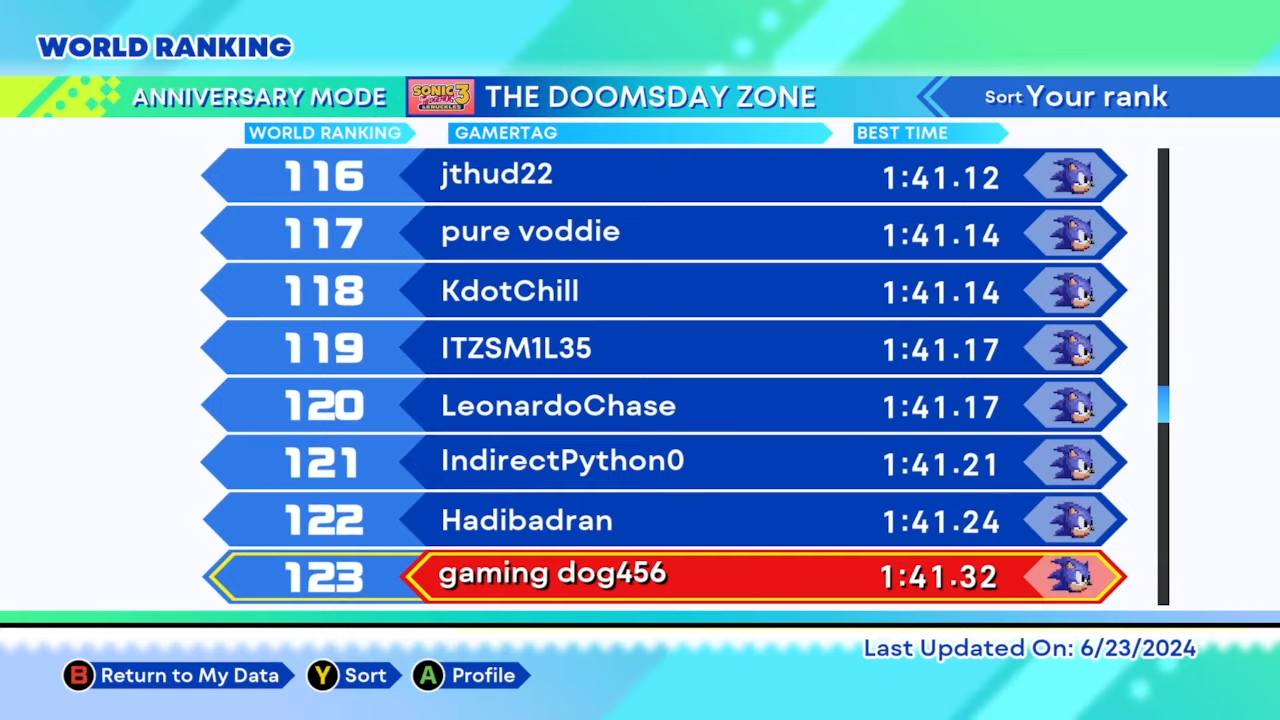 WORLD RANKING
ANNIVERSARY MODE SONIC 3 & KNUCKLES THE DOOMSDAY ZONE Sort Your rank
WORLD RANKING GAMERTAG BEST TIME
116 jthud22 1:41.12
117 pure voddie 1:41.14
118 KdotChill 1:41.14
119 ITZSM1L35 1:41.17
120 LeonardoChase 1:41.17
121 IndirectPython0 1:41.21
122 Hadibadran 1:41.24
123 gaming dog456 1:41.32
Last Updated On: 6/23/2024
B Return to My Data Y Sort A Profile